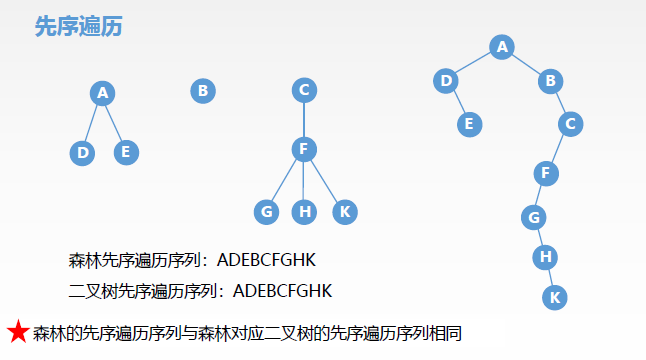 先序遍历
A
B
C
D
E
F
G
H
K
A
D
B
E
C
F
G
H
K
森林先序遍历序列：ADEBCFGHK
二叉树先序遍历序列：ADEBCFGHK
森林的先序遍历序列与森林对应二叉树的先序遍历序列相同